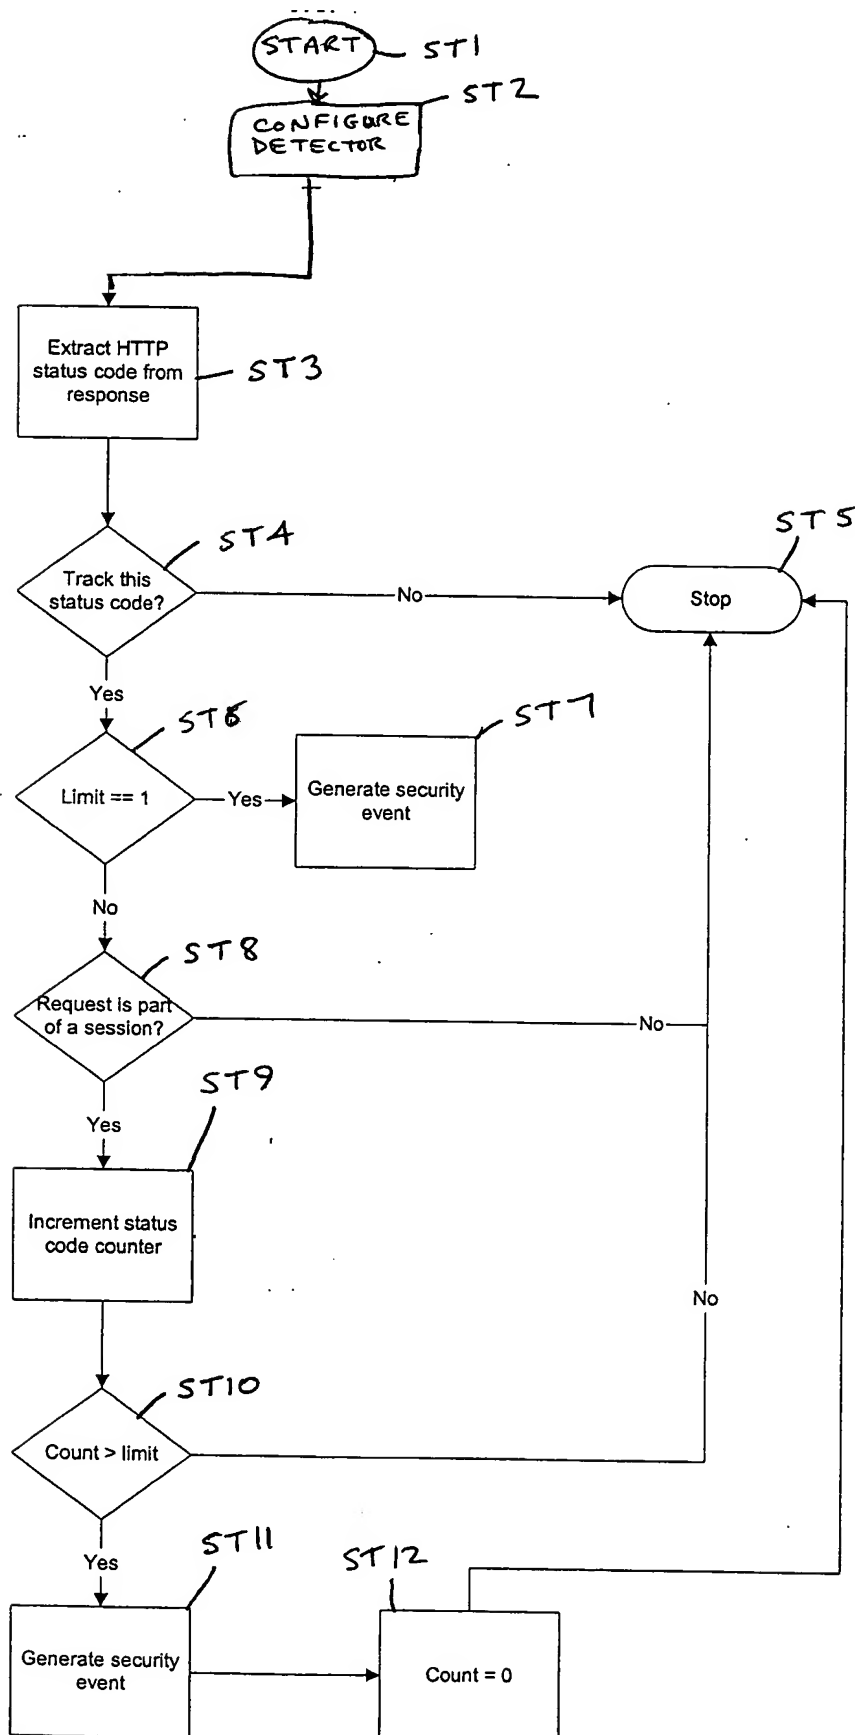 START
ST1
ST2
CONFIGURE
DETECTOR
Extract HTTP
status code from
response
ST3
ST4
ST5
Track this
status code?
No
Stop
Yes
ST6
ST7
Limit == 1
Yes
Generate security
event
No
ST8
Request is part
of a session?
No
ST9
Yes
Increment status
code counter
No
ST10
Count > limit
ST11
ST12
Yes
Generate security
event
Count = 0